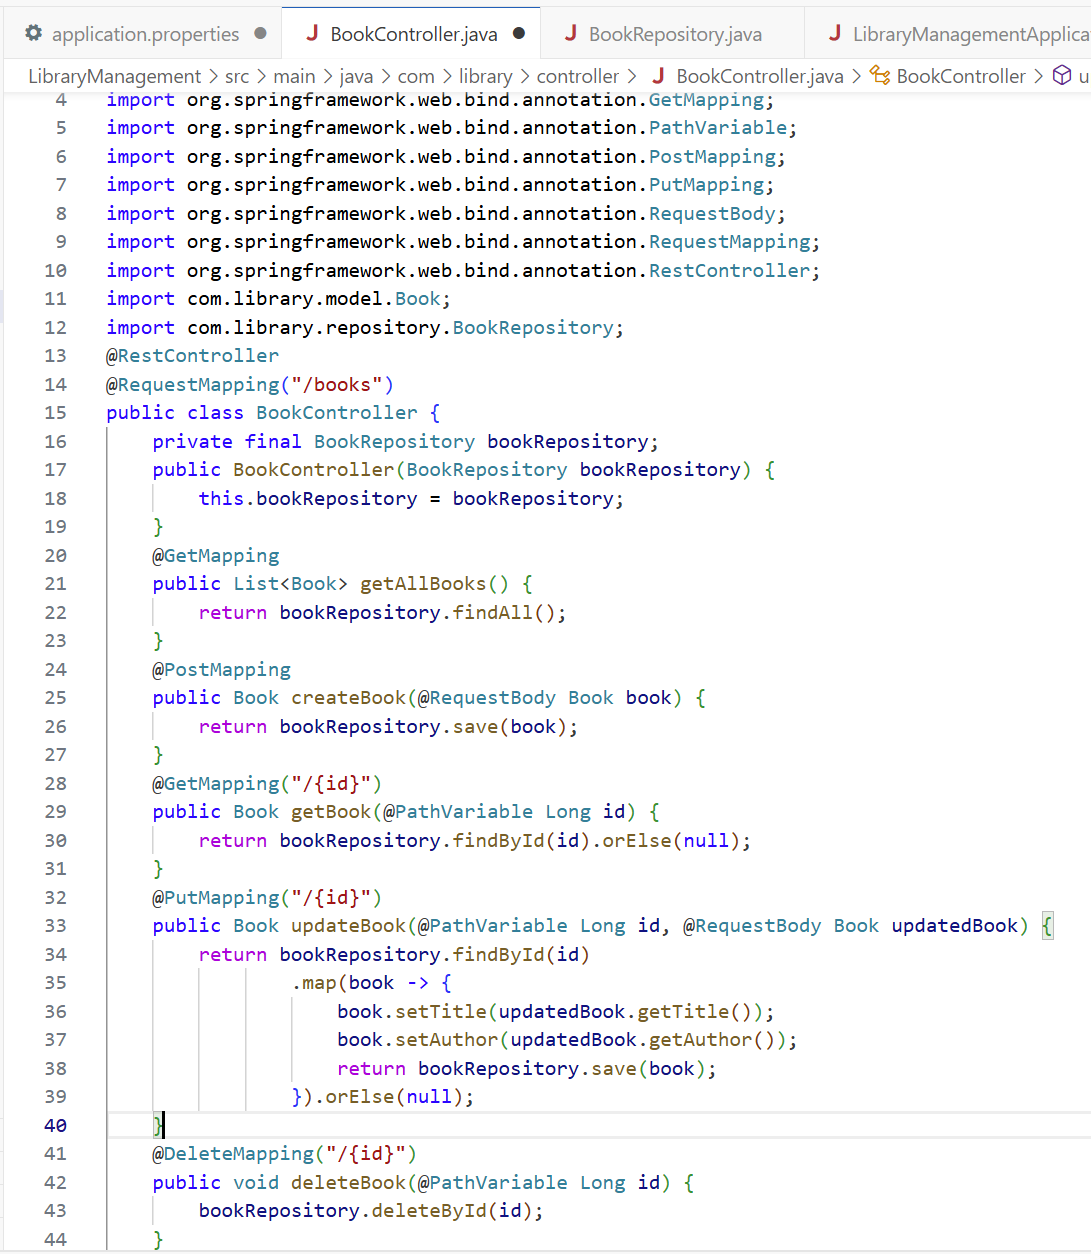 application.properties
BookController.java
BookRepository.java
LibraryManagementApplica
LibraryManagement > src > main > java > com > library > controller > BookController.java > BookController > u
4 import org.springframework.web.bind.annotation.GetMapping;
5 import org.springframework.web.bind.annotation.PathVariable;
6 import org.springframework.web.bind.annotation.PostMapping;
7 import org.springframework.web.bind.annotation.PutMapping;
8 import org.springframework.web.bind.annotation.RequestBody;
9 import org.springframework.web.bind.annotation.RequestMapping;
10 import org.springframework.web.bind.annotation.RestController;
11 import com.library.model.Book;
12 import com.library.repository.BookRepository;
13 @RestController
14 @RequestMapping("/books")
15 public class BookController {
16     private final BookRepository bookRepository;
17     public BookController(BookRepository bookRepository) {
18         this.bookRepository = bookRepository;
19     }
20     @GetMapping
21     public List<Book> getAllBooks() {
22         return bookRepository.findAll();
23     }
24     @PostMapping
25     public Book createBook(@RequestBody Book book) {
26         return bookRepository.save(book);
27     }
28     @GetMapping("/{id}")
29     public Book getBook(@PathVariable Long id) {
30         return bookRepository.findById(id).orElse(null);
31     }
32     @PutMapping("/{id}")
33     public Book updateBook(@PathVariable Long id, @RequestBody Book updatedBook) {
34         return bookRepository.findById(id)
35                 .map(book -> {
36                     book.setTitle(updatedBook.getTitle());
37                     book.setAuthor(updatedBook.getAuthor());
38                     return bookRepository.save(book);
39                 }).orElse(null);
40     }
41     @DeleteMapping("/{id}")
42     public void deleteBook(@PathVariable Long id) {
43         bookRepository.deleteById(id);
44     }